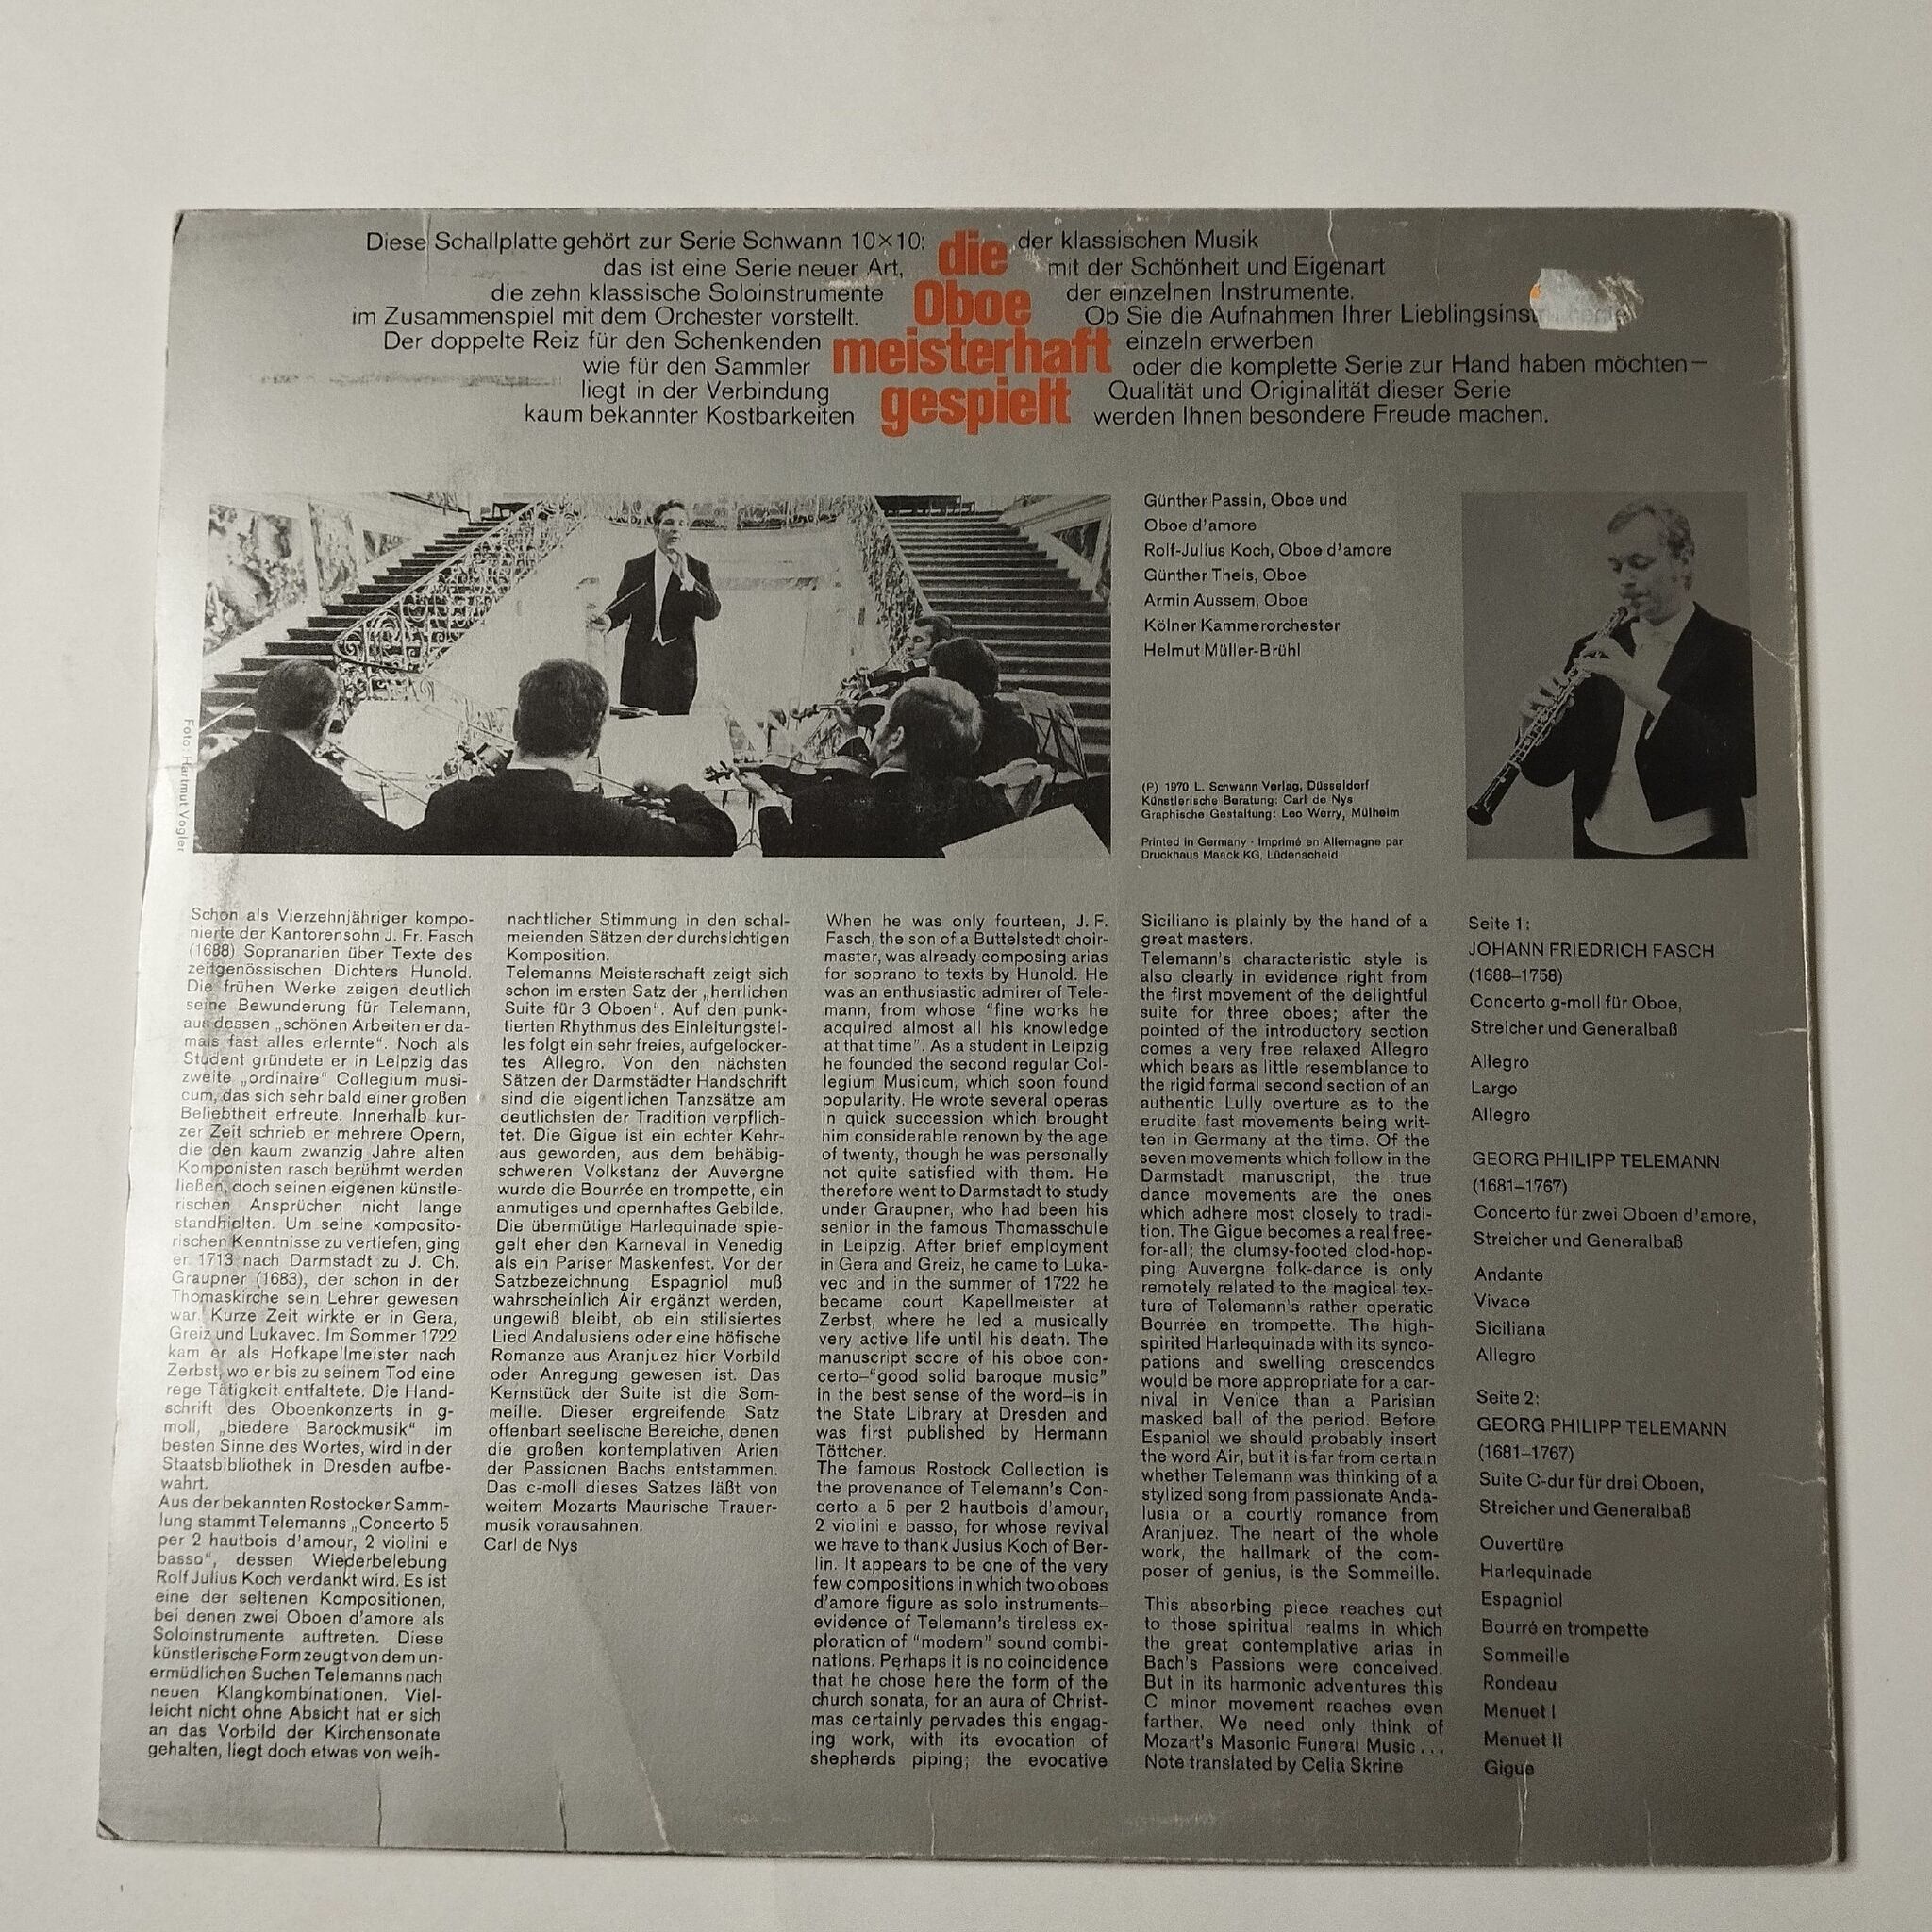 Diese Schallplatte gehört zur Serie Schwann 10×10:
das ist eine Serie neuer Art,
die zehn klassische Soloinstrumente
im Zusammenspiel mit dem Orchester vorstellt.
Der doppelte Reiz für den Schenkenden
wie für den Sammler
liegt in der Verbindung
kaum bekannter Kostbarkeiten
die
Oboe
meisterhaft
gespielt
der klassischen Musik
mit der Schönheit und Eigenart
der einzelnen Instrumente.
Ob Sie die Aufnahmen Ihrer
einzeln erwerben
oder die komplette Serie zur Hand haben möchten—
Qualität und Originalität dieser Serie
werden Ihnen besondere Freude machen.
Foto: Hartmut Vogler
Günther Passin, Oboe und
Oboe d'amore
Rolf-Julius Koch, Oboe d'amore
Günther Theis, Oboe
Armin Aussem, Oboe
Kölner Kammerorchester
Helmut Müller-Brühl
(P) 1970 L. Schwann Verlag, Düsseldorf
Künstlerische Beratung: Carl de Nys
Graphische Gestaltung: Leo Werry, Mülheim
Printed in Germany · Imprimé en Allemagne par
Druckhaus Maack KG, Lüdenscheid
Schon als Vierzehnjähriger kompo-
nierte der Kantorensohn J. Fr. Fasch
(1688) Sopranarien über Texte des
zeitgenössischen Dichters Hunold.
Die frühen Werke zeigen deutlich
seine Bewunderung für Telemann,
aus dessen „schönen Arbeiten er da-
mals fast alles erlernte“. Noch als
Student gründete er in Leipzig das
zweite „ordinaire“ Collegium musi-
cum, das sich sehr bald einer großen
Beliebtheit erfreute. Innerhalb kur-
zer Zeit schrieb er mehrere Opern,
die den kaum zwanzig Jahre alten
Komponisten rasch berühmt werden
ließen, doch seinen eigenen künstle-
rischen Ansprüchen nicht lange
standhielten. Um seine komposito-
rischen Kenntnisse zu vertiefen, ging
er 1713 nach Darmstadt zu J. Ch.
Graupner (1683), der schon in der
Thomaskirche sein Lehrer gewesen
war. Kurze Zeit wirkte er in Gera,
Greiz und Lukavec. Im Sommer 1722
kam er als Hofkapellmeister nach
Zerbst, wo er bis zu seinem Tod eine
rege Tätigkeit entfaltete. Die Hand-
schrift des Oboenkonzerts in g-
moll, „biedere Barockmusik“ im
besten Sinne des Wortes, wird in der
Staatsbibliothek in Dresden aufbe-
wahrt.
Aus der bekannten Rostocker Samm-
lung stammt Telemanns „Concerto 5
per 2 hautbois d'amour, 2 violini e
basso“, dessen Wiederbelebung
Rolf Julius Koch verdankt wird. Es ist
eine der seltenen Kompositionen,
bei denen zwei Oboen d'amore als
Soloinstrumente auftreten. Diese
künstlerische Form zeugt von dem un-
ermüdlichen Suchen Telemanns nach
neuen Klangkombinationen. Viel-
leicht nicht ohne Absicht hat er sich
an das Vorbild der Kirchensonate
gehalten, liegt doch etwas von weih-
nachtlicher Stimmung in den schal-
meienden Sätzen der durchsichtigen
Komposition.
Telemanns Meisterschaft zeigt sich
schon im ersten Satz der „herrlichen
Suite für 3 Oboen“. Auf den punk-
tierten Rhythmus des Einleitungstei-
les folgt ein sehr freies, aufgelocker-
tes Allegro. Von den nächsten
Sätzen der Darmstädter Handschrift
sind die eigentlichen Tanzsätze am
deutlichsten der Tradition verpflich-
tet. Die Gigue ist ein echter Kehr-
aus geworden, aus dem behäbig-
schweren Volkstanz der Auvergne
wurde die Bourrée en trompette, ein
anmutiges und opernhaftes Gebilde.
Die übermütige Harlequinade spie-
gelt eher den Karneval in Venedig
als ein Pariser Maskenfest. Vor der
Satzbezeichnung Espagniol muß
wahrscheinlich Air ergänzt werden,
ungewiß bleibt, ob ein stilisiertes
Lied Andalusiens oder eine höfische
Romanze aus Aranjuez hier Vorbild
oder Anregung gewesen ist. Das
Kernstück der Suite ist die Som-
meille. Dieser ergreifende Satz
offenbart seelische Bereiche, denen
die großen kontemplativen Arien
der Passionen Bachs entstammen.
Das c-moll dieses Satzes läßt von
weitem Mozarts Maurische Trauer-
musik vorausahnen.
Carl de Nys
When he was only fourteen, J. F.
Fasch, the son of a Buttelstedt choir-
master, was already composing arias
for soprano to texts by Hunold. He
was an enthusiastic admirer of Tele-
mann, from whose “fine works he
acquired almost all his knowledge
at that time”. As a student in Leipzig
he founded the second regular Col-
legium Musicum, which soon found
popularity. He wrote several operas
in quick succession which brought
him considerable renown by the age
of twenty, though he was personally
not quite satisfied with them. He
therefore went to Darmstadt to study
under Graupner, who had been his
senior in the famous Thomasschule
in Leipzig. After brief employment
in Gera and Greiz, he came to Luka-
vec and in the summer of 1722 he
became court Kapellmeister at
Zerbst, where he led a musically
very active life until his death. The
manuscript score of his oboe con-
certo–“good solid baroque music”
in the best sense of the word–is in
the State Library at Dresden and
was first published by Hermann
Töttcher.
The famous Rostock Collection is
the provenance of Telemann's Con-
certo a 5 per 2 hautbois d'amour,
2 violini e basso, for whose revival
we have to thank Jusius Koch of Ber-
lin. It appears to be one of the very
few compositions in which two oboes
d'amore figure as solo instruments–
evidence of Telemann's tireless ex-
ploration of “modern” sound combi-
nations. Perhaps it is no coincidence
that he chose here the form of the
church sonata, for an aura of Christ-
mas certainly pervades this engag-
ing work, with its evocation of
shepherds piping; the evocative
Siciliano is plainly by the hand of a
great masters.
Telemann's characteristic style is
also clearly in evidence right from
the first movement of the delightful
suite for three oboes; after the
pointed of the introductory section
comes a very free relaxed Allegro
which bears as little resemblance to
the rigid formal second section of an
authentic Lully overture as to the
erudite fast movements being writ-
ten in Germany at the time. Of the
seven movements which follow in the
Darmstadt manuscript, the true
dance movements are the ones
which adhere most closely to tradi-
tion. The Gigue becomes a real free-
for-all; the clumsy-footed clod-hop-
ping Auvergne folk-dance is only
remotely related to the magical tex-
ture of Telemann's rather operatic
Bourrée en trompette. The high-
spirited Harlequinade with its synco-
pations and swelling crescendos
would be more appropriate for a car-
nival in Venice than a Parisian
masked ball of the period. Before
Espaniol we should probably insert
the word Air, but it is far from certain
whether Telemann was thinking of a
stylized song from passionate Anda-
lusia or a courtly romance from
Aranjuez. The heart of the whole
work, the hallmark of the com-
poser of genius, is the Sommeille.
This absorbing piece reaches out
to those spiritual realms in which
the great contemplative arias in
Bach's Passions were conceived.
But in its harmonic adventures this
C minor movement reaches even
farther. We need only think of
Mozart's Masonic Funeral Music ...
Note translated by Celia Skrine
Seite 1:
JOHANN FRIEDRICH FASCH
(1688–1758)
Concerto g-moll für Oboe,
Streicher und Generalbaß
Allegro
Largo
Allegro
GEORG PHILIPP TELEMANN
(1681–1767)
Concerto für zwei Oboen d'amore,
Streicher und Generalbaß
Andante
Vivace
Siciliana
Allegro
Seite 2:
GEORG PHILIPP TELEMANN
(1681–1767)
Suite C-dur für drei Oboen,
Streicher und Generalbaß
Ouvertüre
Harlequinade
Espagniol
Bourré en trompette
Sommeille
Rondeau
Menuet I
Menuet II
Gigue